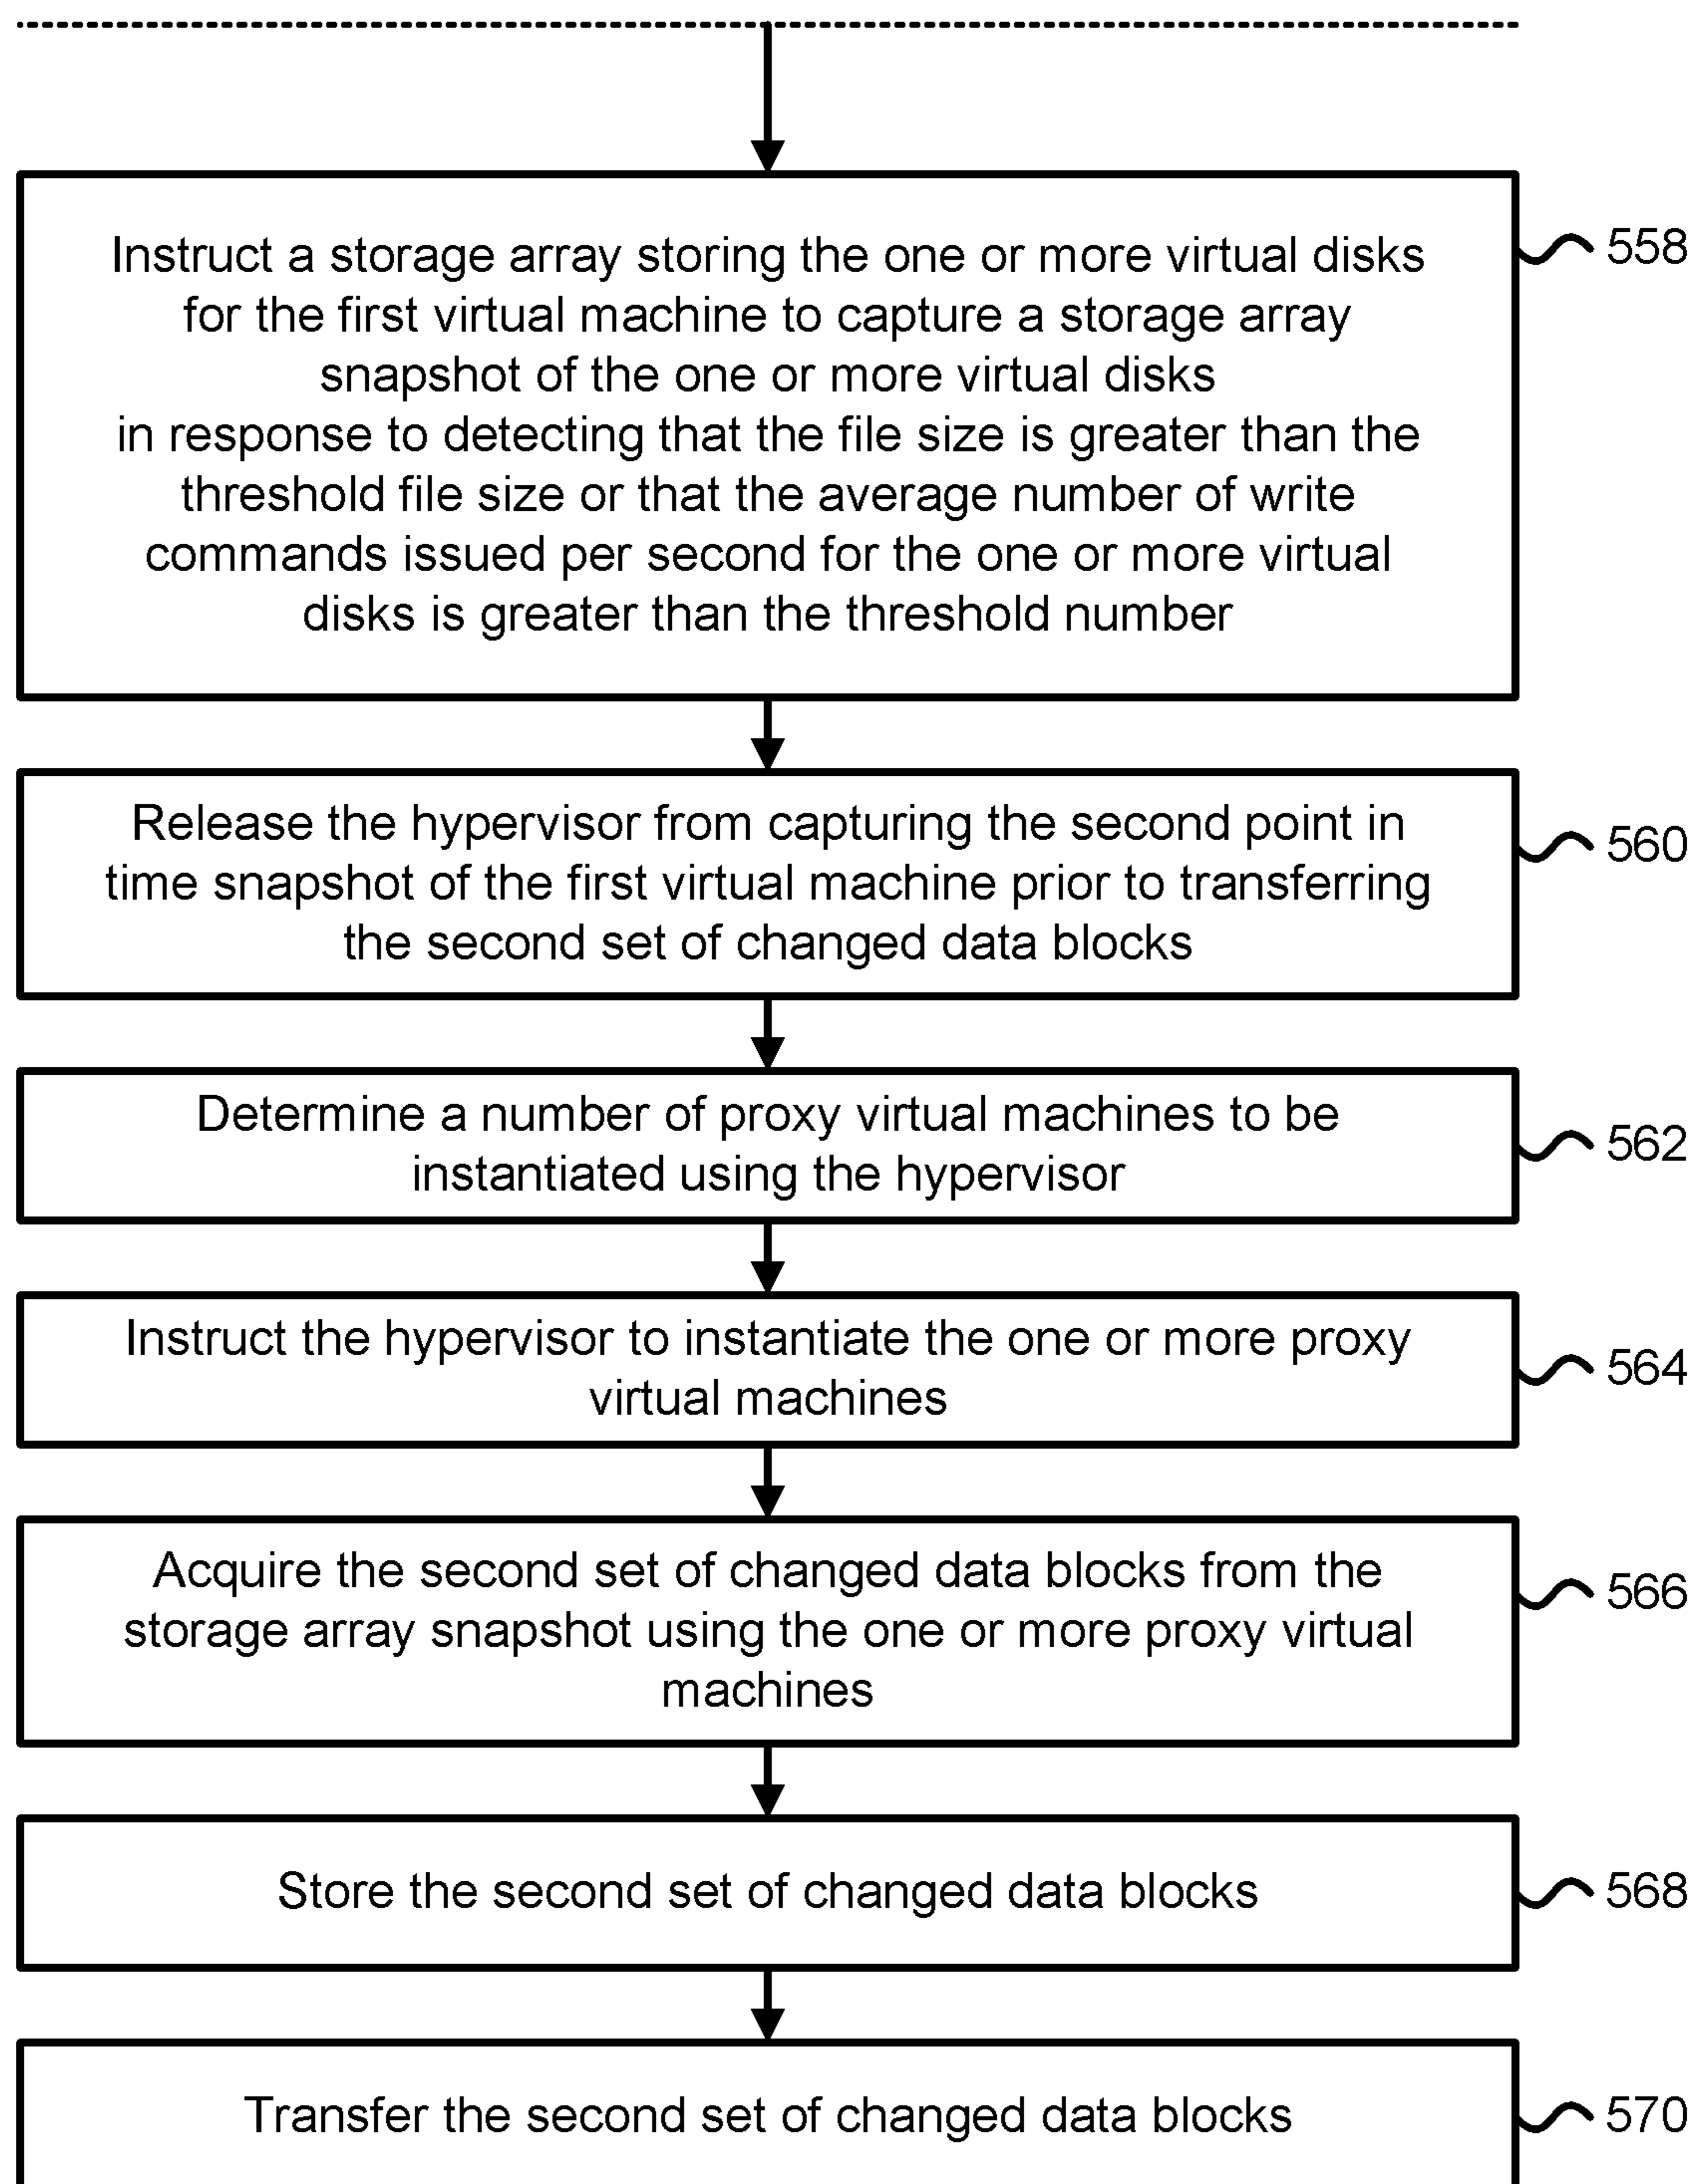 Instruct a storage array storing the one or more virtual disks
for the first virtual machine to capture a storage array
snapshot of the one or more virtual disks
in response to detecting that the file size is greater than the
threshold file size or that the average number of write
commands issued per second for the one or more virtual
disks is greater than the threshold number
558
Release the hypervisor from capturing the second point in
time snapshot of the first virtual machine prior to transferring
the second set of changed data blocks
560
Determine a number of proxy virtual machines to be
instantiated using the hypervisor
562
Instruct the hypervisor to instantiate the one or more proxy
virtual machines
564
Acquire the second set of changed data blocks from the
storage array snapshot using the one or more proxy virtual
machines
566
Store the second set of changed data blocks
568
Transfer the second set of changed data blocks
570